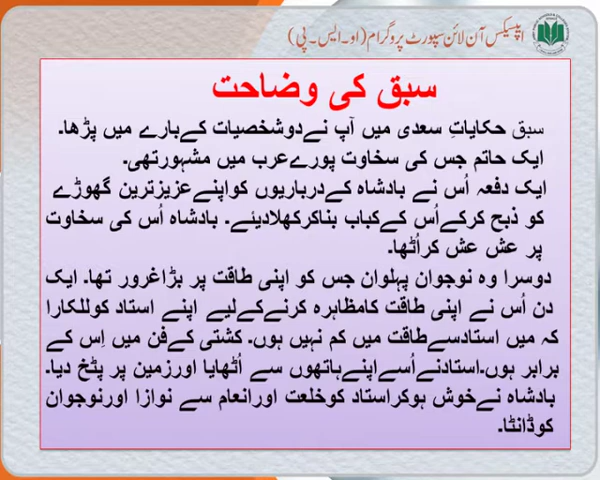 اپسیکس آن لائن سپورٹ پروگرام (او۔ ایس۔ پی)
سبق کی وضاحت
سبق حکایاتِ سعدی میں آپ نےدوشخصیات کےبارے میں پڑھا۔
ایک حاتم جس کی سخاوت پورےعرب میں مشہورتھی۔
ایک دفعہ اُس نے بادشاہ کےدرباریوں کواپنےعزیزترین گھوڑے
کو ذبح کرکےاُس کےکباب بناکرکھلادیئے۔ بادشاہ اُس کی سخاوت
پر عش عش کراُٹھا۔
دوسرا وہ نوجوان پہلوان جس کو اپنی طاقت پر بڑاغرور تھا۔ ایک
دن اُس نے اپنی طاقت کامظاہرہ کرنےکےلیے اپنے استاد کوللکارا
کہ میں استادسےطاقت میں کم نہیں ہوں۔ کشتی کےفن میں اِس کے
برابر ہوں۔استادنےاُسےاپنےہاتھوں سے اُٹھایا اورزمین پر پٹخ دیا۔
بادشاہ نےخوش ہوکراستاد کوخلعت اورانعام سے نوازا اورنوجوان
کوڈانٹا۔